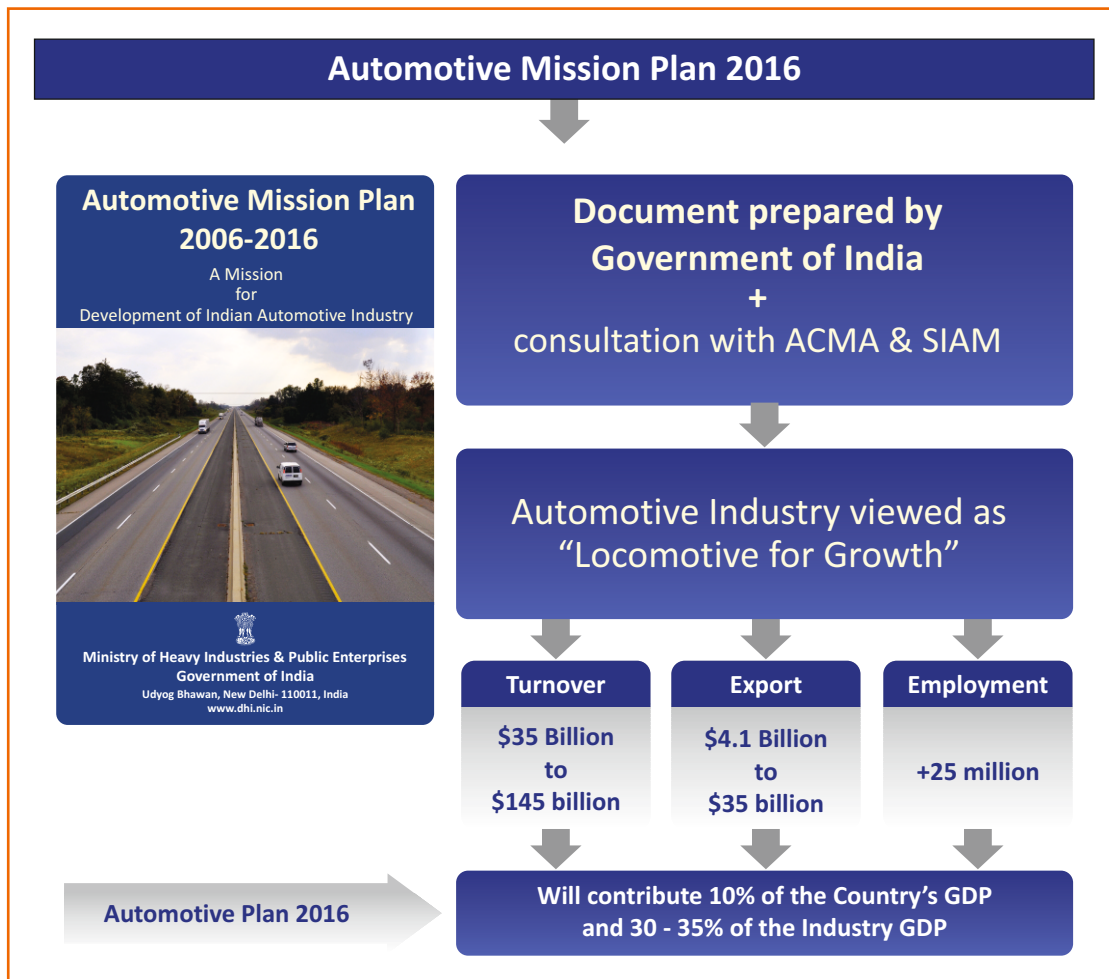 Automotive Mission Plan 2016
Automotive Mission Plan
2006-2016
A Mission
for
Development of Indian Automotive Industry
Ministry of Heavy Industries & Public Enterprises
Government of India
Udyog Bhawan, New Delhi- 110011, India
www.dhi.nic.in
Document prepared by
Government of India
+
consultation with ACMA & SIAM
Automotive Industry viewed as
“Locomotive for Growth”
Turnover
$35 Billion
to
$145 billion
Export
$4.1 Billion
to
$35 billion
Employment
+25 million
Automotive Plan 2016
Will contribute 10% of the Country’s GDP
and 30 - 35% of the Industry GDP